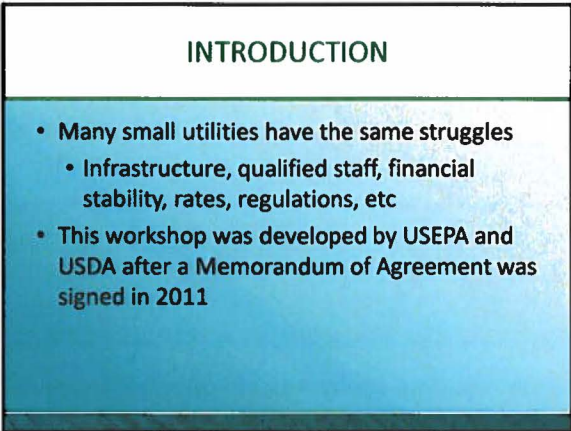 INTRODUCTION
• Many small utilities have the same struggles
• Infrastructure, qualified staff, financial
stability, rates, regulations, etc
• This workshop was developed by USEPA and
USDA after a Memorandum of Agreement was
signed in 2011